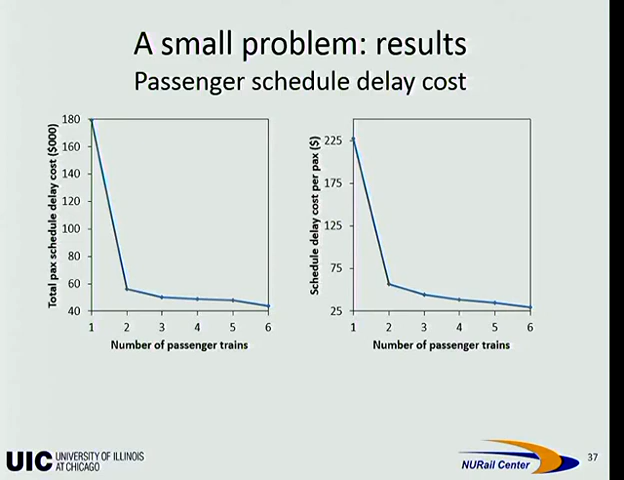 A small problem: results
Passenger schedule delay cost
Total pax schedule delay cost ($000)
180
160
140
120
100
80
60
40
1 2 3 4 5 6
Number of passenger trains
Schedule delay cost per pax ($)
225
175
125
75
25
1 2 3 4 5 6
Number of passenger trains
UIC UNIVERSITY OF ILLINOIS
AT CHICAGO
NURail Center
37